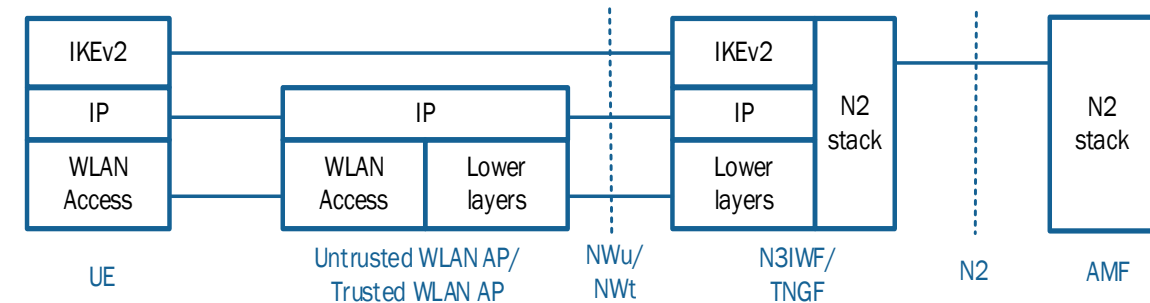 IKEv2
IP
WLAN
Access
IP
WLAN
Access
Lower
layers
IKEv2
IP
Lower
layers
N2
stack
N2
stack
UE
Untrusted WLAN AP/
Trusted WLAN AP
NWu/
NWt
N3IWF/
TNGF
N2
AMF